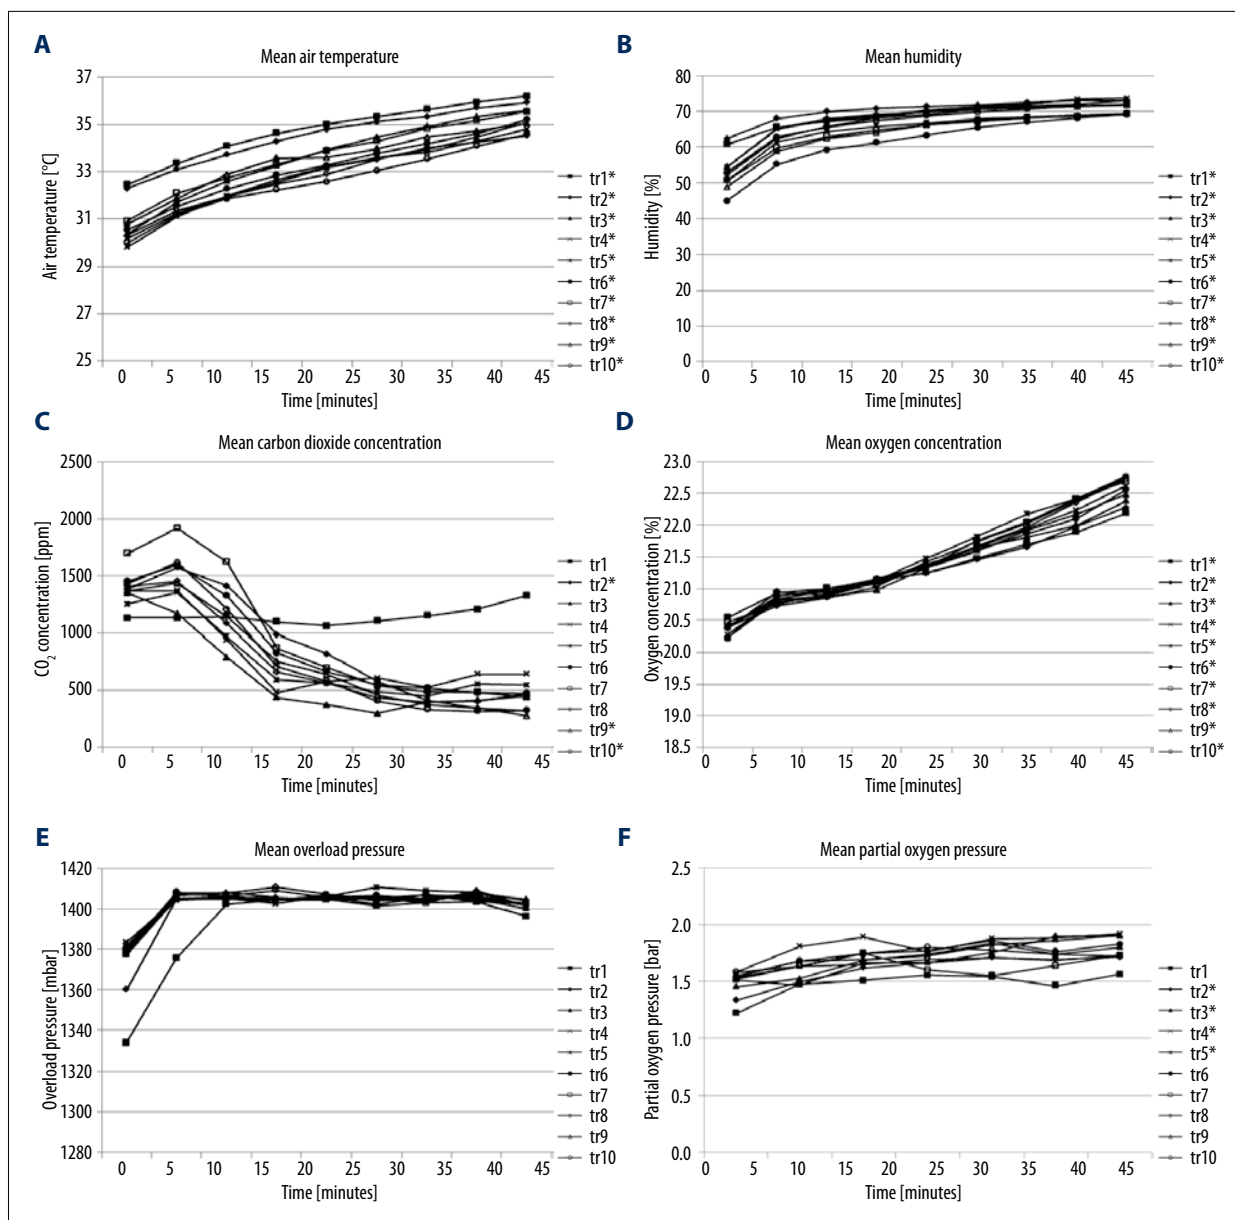 A
Mean air temperature
Air temperature [°C]
37
35
33
31
29
27
25
0 5 10 15 20 25 30 35 40 45
Time [minutes]
tr1*
tr2*
tr3*
tr4*
tr5*
tr6*
tr7*
tr8*
tr9*
tr10*
B
Mean humidity
Humidity [%]
80
70
60
50
40
30
20
10
0
0 5 10 15 20 25 30 35 40 45
Time [minutes]
tr1*
tr2*
tr3*
tr4*
tr5*
tr6*
tr7*
tr8*
tr9*
tr10*
C
Mean carbon dioxide concentration
CO2 concentration [ppm]
2500
2000
1500
1000
500
0
0 5 10 15 20 25 30 35 40 45
Time [minutes]
tr1
tr2*
tr3
tr4
tr5
tr6
tr7
tr8
tr9*
tr10*
D
Mean oxygen concentration
Oxygen concentration [%]
23.0
22.5
22.0
21.5
21.0
20.5
20.0
19.5
19.0
18.5
0 5 10 15 20 25 30 35 40 45
Time [minutes]
tr1*
tr2*
tr3*
tr4*
tr5*
tr6*
tr7*
tr8*
tr9*
tr10*
E
Mean overload pressure
Overload pressure [mbar]
1420
1400
1380
1360
1340
1320
1300
1280
0 5 10 15 20 25 30 35 40 45
Time [minutes]
tr1
tr2
tr3
tr4
tr5
tr6
tr7
tr8
tr9
tr10
F
Mean partial oxygen pressure
Partial oxygen pressure [bar]
2.5
2.0
1.5
1.0
0.5
0.0
0 5 10 15 20 25 30 35 40 45
Time [minutes]
tr1
tr2*
tr3*
tr4*
tr5*
tr6
tr7
tr8
tr9
tr10